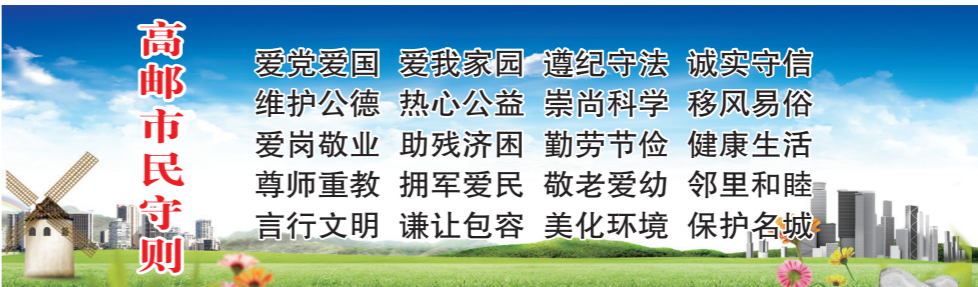 高邮市民守则
爱党爱国 爱我家园 遵纪守法 诚实守信
维护公德 热心公益 崇尚科学 移风易俗
爱岗敬业 助残济困 勤劳节俭 健康生活
尊师重教 拥军爱民 敬老爱幼 邻里和睦
言行文明 谦让包容 美化环境 保护名城